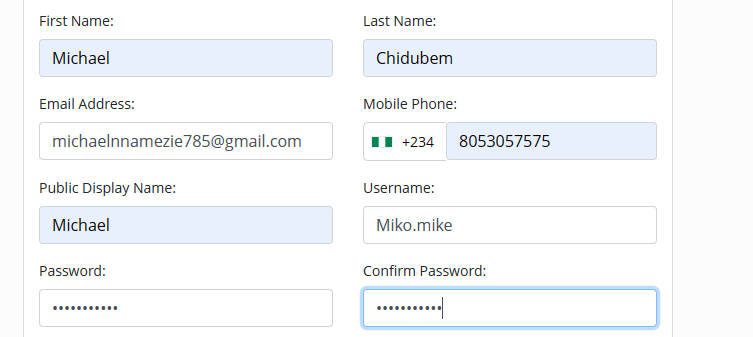 First Name: Last Name:
Michael Chidubem
Email Address: Mobile Phone:
michaelnnamezie785@gmail.com +234 8053057575
Public Display Name: Username:
Michael Miko.mike
Password: Confirm Password:
••••••••••• •••••••••••